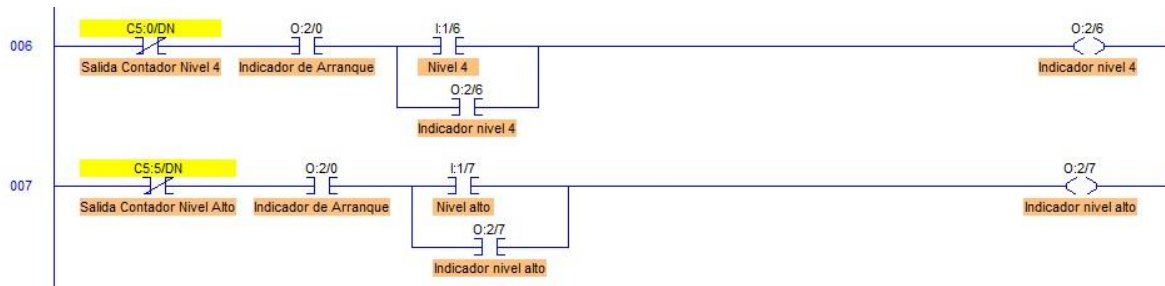 C5:0/DN O:2/0 I:1/6 O:2/6
006
Salida Contador Nivel 4 Indicador de Arranque Nivel 4 Indicador nivel 4
O:2/6
Indicador nivel 4
C5:5/DN O:2/0 I:1/7 O:2/7
007
Salida Contador Nivel Alto Indicador de Arranque Nivel alto Indicador nivel alto
O:2/7
Indicador nivel alto